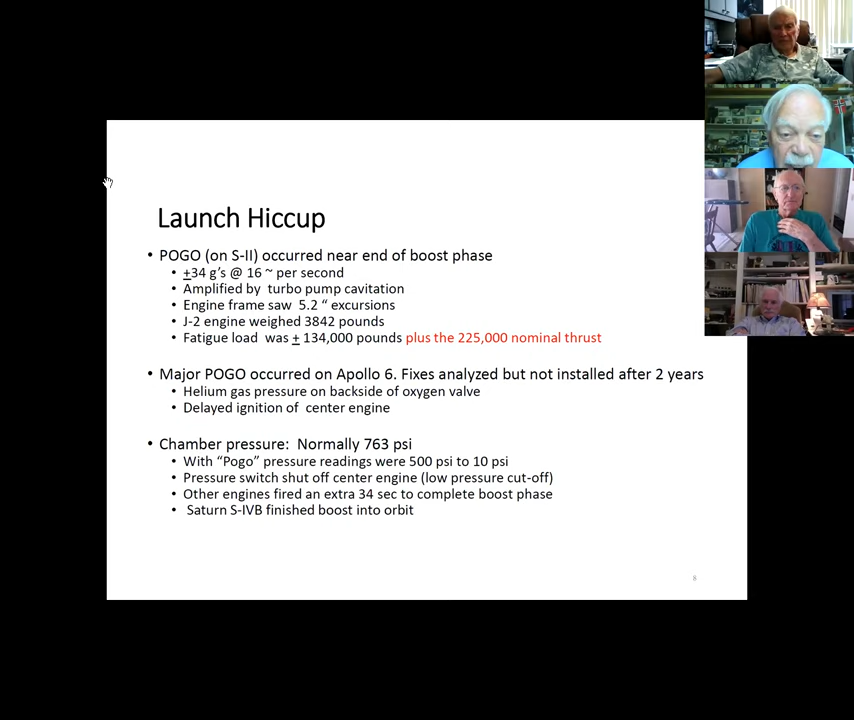 Launch Hiccup
• POGO (on S-II) occurred near end of boost phase
• +34 g's @ 16 ~ per second
• Amplified by turbo pump cavitation
• Engine frame saw 5.2 “ excursions
• J-2 engine weighed 3842 pounds
• Fatigue load was + 134,000 pounds plus the 225,000 nominal thrust
• Major POGO occurred on Apollo 6. Fixes analyzed but not installed after 2 years
• Helium gas pressure on backside of oxygen valve
• Delayed ignition of center engine
• Chamber pressure: Normally 763 psi
• With “Pogo” pressure readings were 500 psi to 10 psi
• Pressure switch shut off center engine (low pressure cut-off)
• Other engines fired an extra 34 sec to complete boost phase
• Saturn S-IVB finished boost into orbit
8